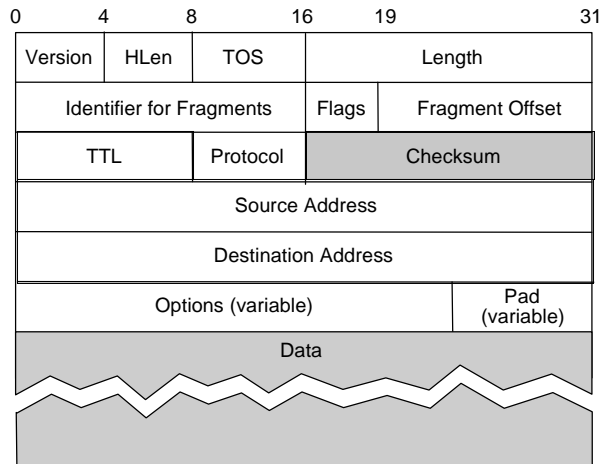 0 4 8 16 19 31
Version HLen TOS Length
Identifier for Fragments Flags Fragment Offset
TTL Protocol Checksum
Source Address
Destination Address
Options (variable) Pad
(variable)
Data